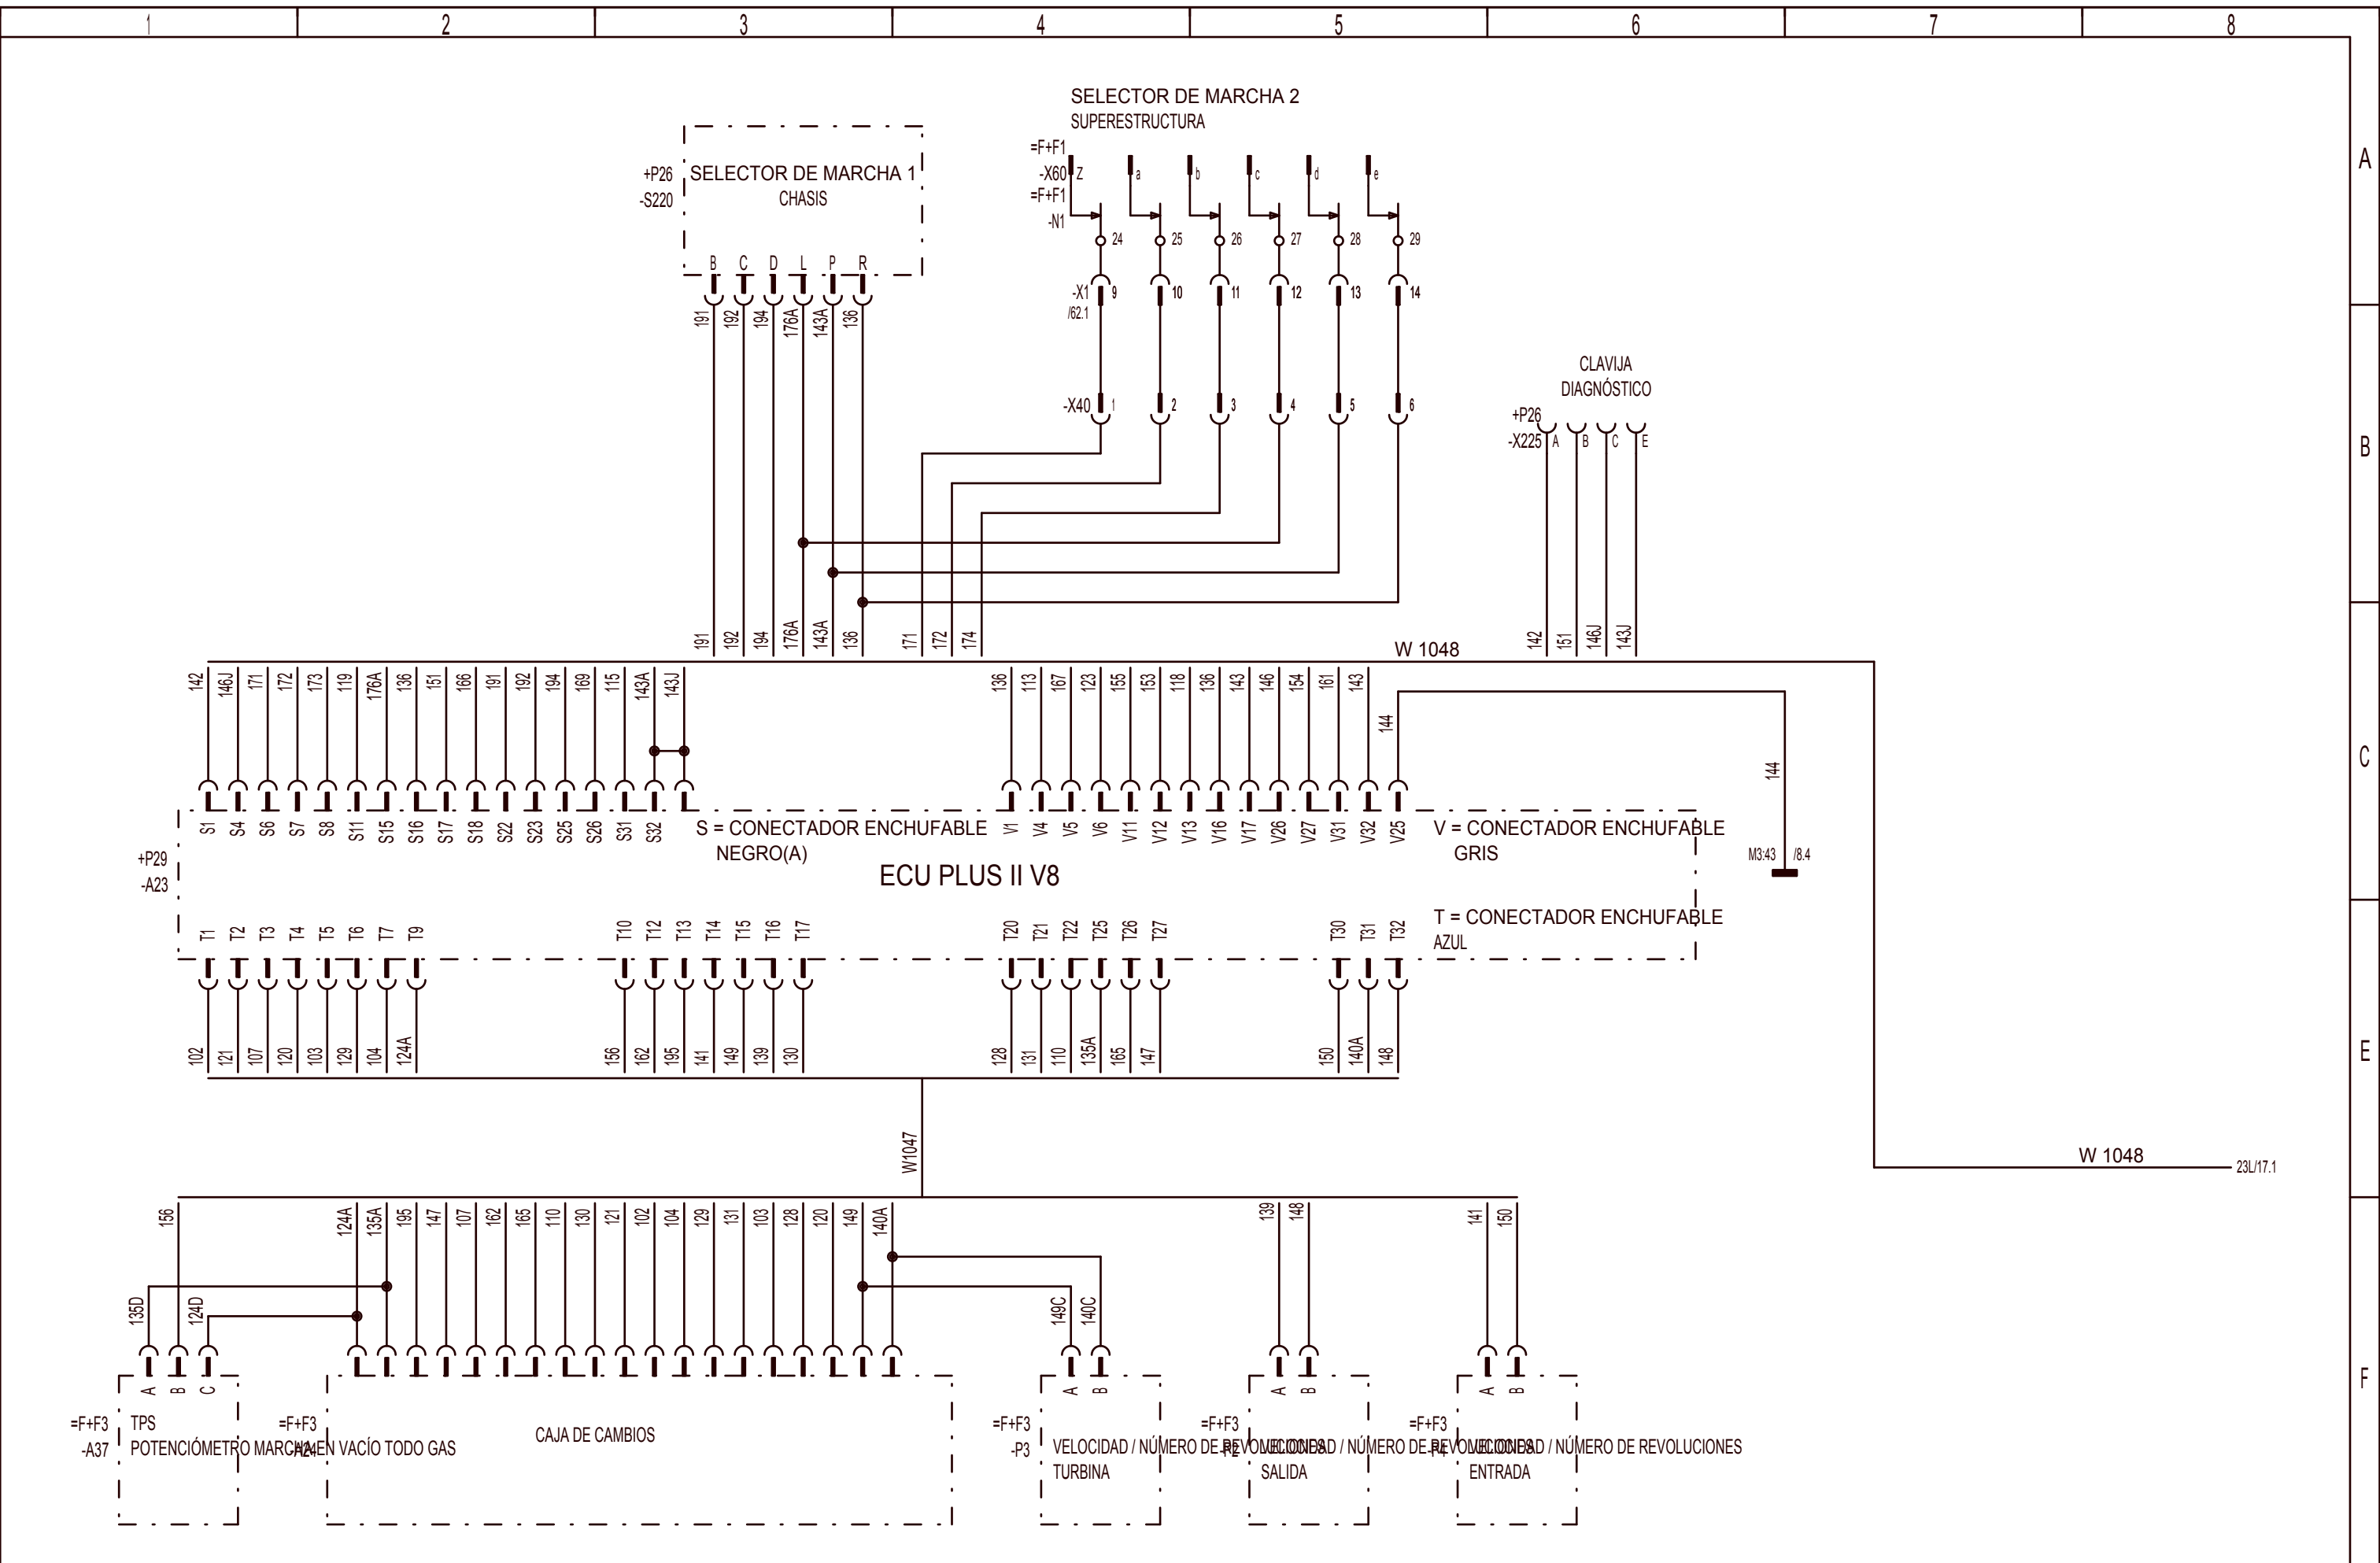 1 2 3 4 5 6 7 8
A
B
C
E
F
SELECTOR DE MARCHA 2
SUPERESTRUCTURA
=F+F1
-X60 Z a b c d e
=F+F1
-N1
24 25 26 27 28 29
+P26
-S220
SELECTOR DE MARCHA 1
CHASIS
B C D L P R
191 192 194 176A 143A 136
-X1 9 10 11 12 13 14
/62.1
-X40 1 2 3 4 5 6
CLAVIJA
DIAGNÓSTICO
+P26
-X225 A B C E
191 192 194 176A 143A 136 171 172 174
142 151 146J 143J
W 1048
142 146J 171 172 173 119 176A 136 151 166 191 192 194 169 115 143A 143J
136 113 167 123 155 153 118 136 143 146 154 161 143 144
144
S1 S4 S6 S7 S8 S11 S15 S16 S17 S18 S22 S23 S25 S26 S31 S32
V1 V4 V5 V6 V11 V12 V13 V16 V17 V26 V27 V31 V32 V25
S = CONECTADOR ENCHUFABLE
NEGRO(A)
V = CONECTADOR ENCHUFABLE
GRIS
+P29
-A23
ECU PLUS II V8
M3:43 /8.4
T = CONECTADOR ENCHUFABLE
AZUL
T1 T2 T3 T4 T5 T6 T7 T9
T10 T12 T13 T14 T15 T16 T17
T20 T21 T22 T25 T26 T27
T30 T31 T32
102 121 107 120 103 129 104 124A
156 162 195 141 149 139 130
128 131 110 135A 165 147
150 140A 148
W1047
W 1048
23L/17.1
156 124A 135A 195 147 107 162 165 110 130 121 102 104 129 131 103 128 120 149 140A
139 148
141 150
135D 124D
149C 140C
A B C
A B
A B
A B
=F+F3
-A37
TPS
POTENCIÓMETRO MARCHA EN VACÍO TODO GAS
=F+F3
-A24
CAJA DE CAMBIOS
=F+F3
-P3
VELOCIDAD / NÚMERO DE REVOLUCIONES
TURBINA
=F+F3
-P2
VELOCIDAD / NÚMERO DE REVOLUCIONES
SALIDA
=F+F3
-P4
VELOCIDAD / NÚMERO DE REVOLUCIONES
ENTRADA